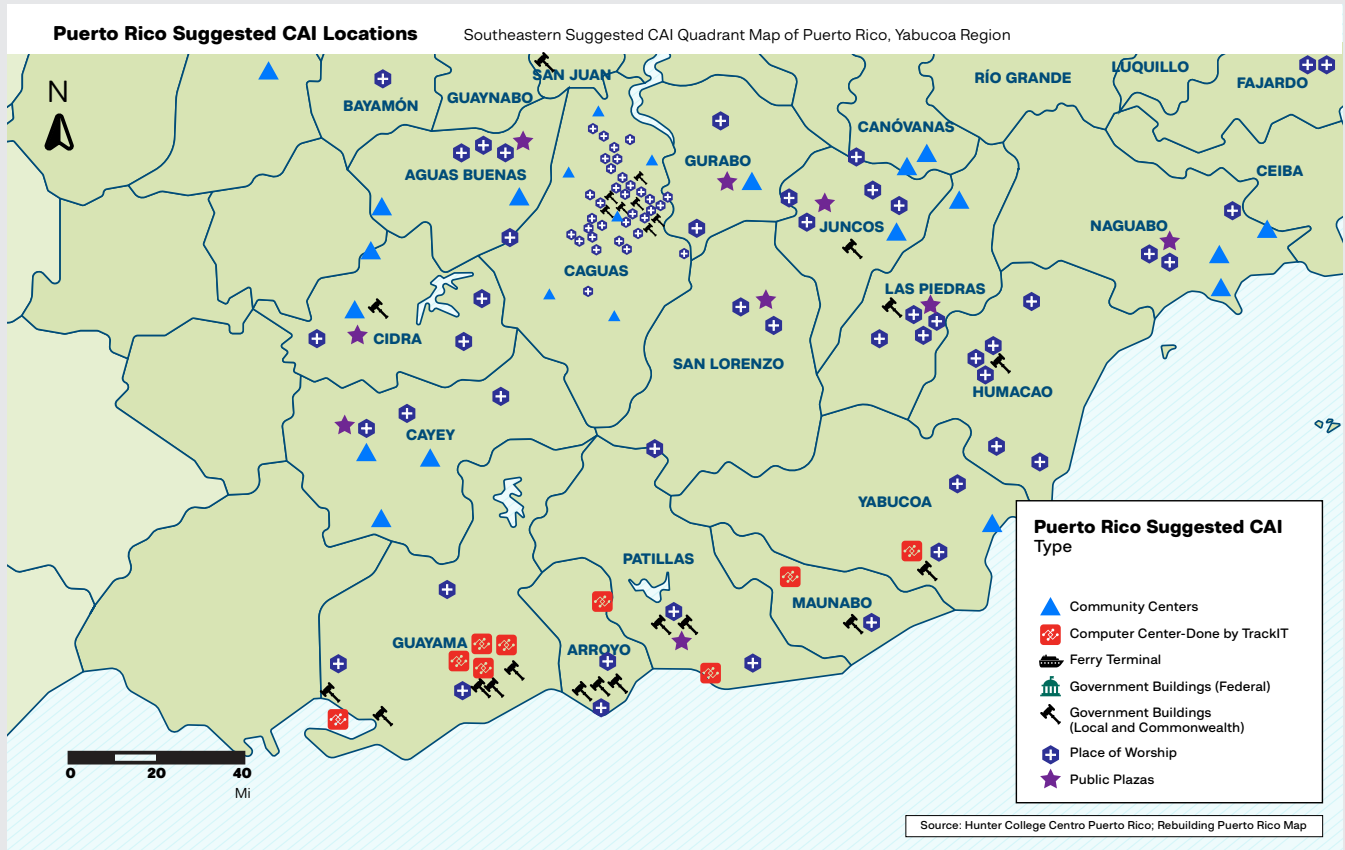 Puerto Rico Suggested CAI Locations
Southeastern Suggested CAI Quadrant Map of Puerto Rico, Yabucoa Region
N
SAN JUAN
BAYAMÓN
GUAYNABO
RÍO GRANDE
LUQUILLO
FAJARDO
CANÓVANAS
AGUAS BUENAS
GURABO
CEIBA
JUNCOS
NAGUABO
CAGUAS
LAS PIEDRAS
CIDRA
SAN LORENZO
HUMACAO
CAYEY
YABUCOA
PATILLAS
MAUNABO
GUAYAMA
ARROYO
0 20 40
Mi
Puerto Rico Suggested CAI
Type
Community Centers
Computer Center-Done by TrackIT
Ferry Terminal
Government Buildings (Federal)
Government Buildings
(Local and Commonwealth)
Place of Worship
Public Plazas
Source: Hunter College Centro Puerto Rico; Rebuilding Puerto Rico Map